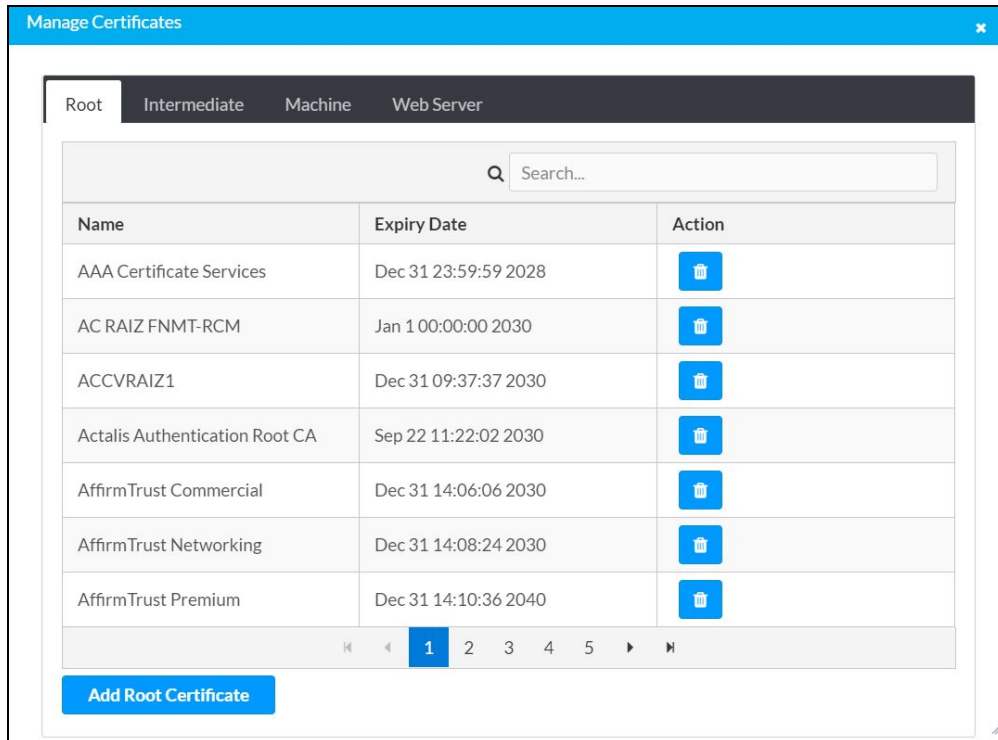 Manage Certificates
Root Intermediate Machine Web Server
Search...
Name Expiry Date Action
AAA Certificate Services Dec 31 23:59:59 2028
AC RAIZ FNMT-RCM Jan 1 00:00:00 2030
ACCVRAIZ1 Dec 31 09:37:37 2030
Actalis Authentication Root CA Sep 22 11:22:02 2030
AffirmTrust Commercial Dec 31 14:06:06 2030
AffirmTrust Networking Dec 31 14:08:24 2030
AffirmTrust Premium Dec 31 14:10:36 2040
1 2 3 4 5
Add Root Certificate